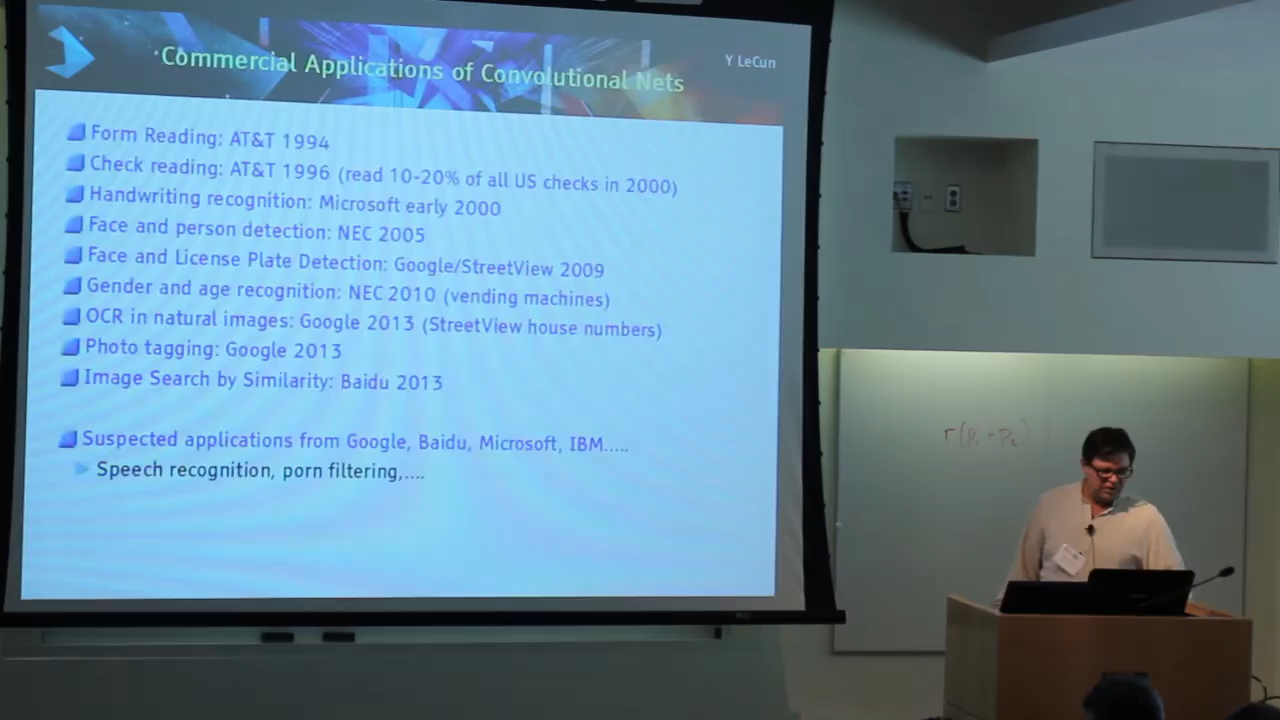 Commercial Applications of Convolutional Nets
Y LeCun
Form Reading: AT&T 1994
Check reading: AT&T 1996 (read 10-20% of all US checks in 2000)
Handwriting recognition: Microsoft early 2000
Face and person detection: NEC 2005
Face and License Plate Detection: Google/StreetView 2009
Gender and age recognition: NEC 2010 (vending machines)
OCR in natural images: Google 2013 (StreetView house numbers)
Photo tagging: Google 2013
Image Search by Similarity: Baidu 2013
Suspected applications from Google, Baidu, Microsoft, IBM.....
Speech recognition, porn filtering,....